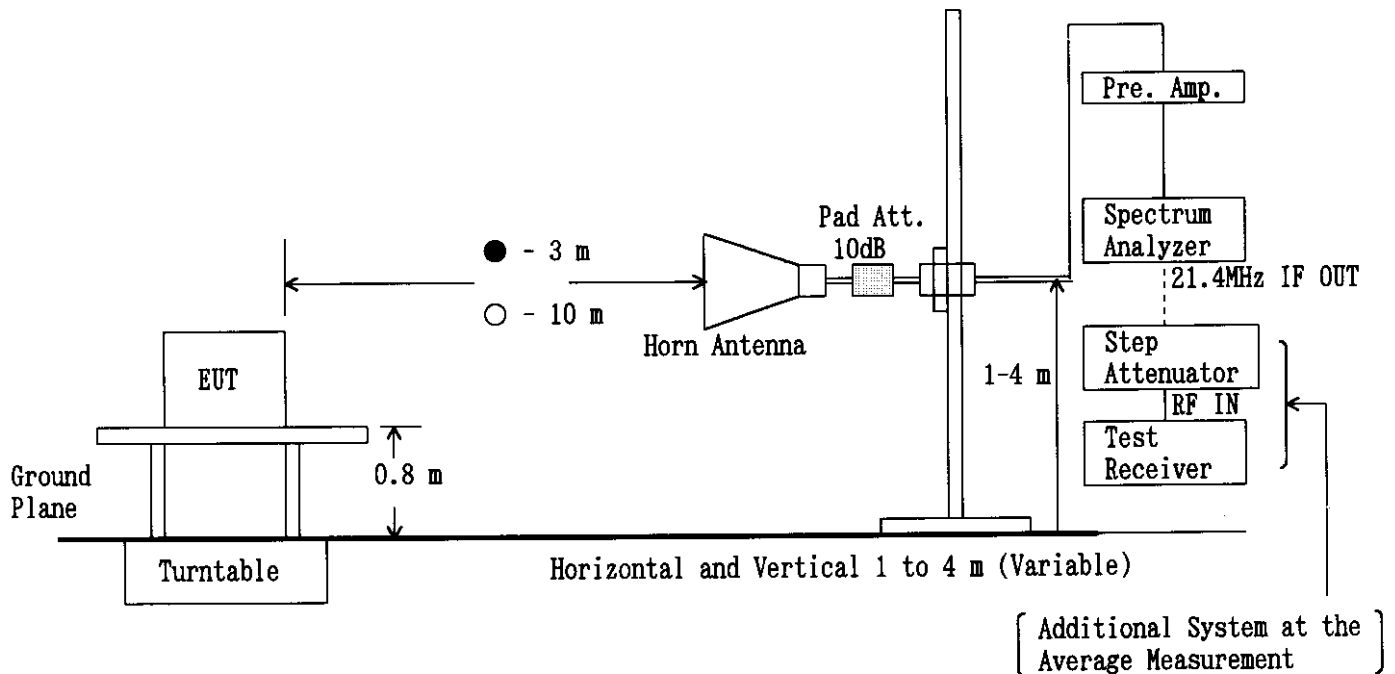 Pre. Amp.
Pad Att.
10dB
Spectrum
Analyzer
● - 3 m
21.4MHz IF OUT
○ - 10 m
Horn Antenna
Step
Attenuator
EUT
1-4 m
RF IN
Test
Receiver
0.8 m
Ground
Plane
Turntable
Horizontal and Vertical 1 to 4 m (Variable)
Additional System at the
Average Measurement